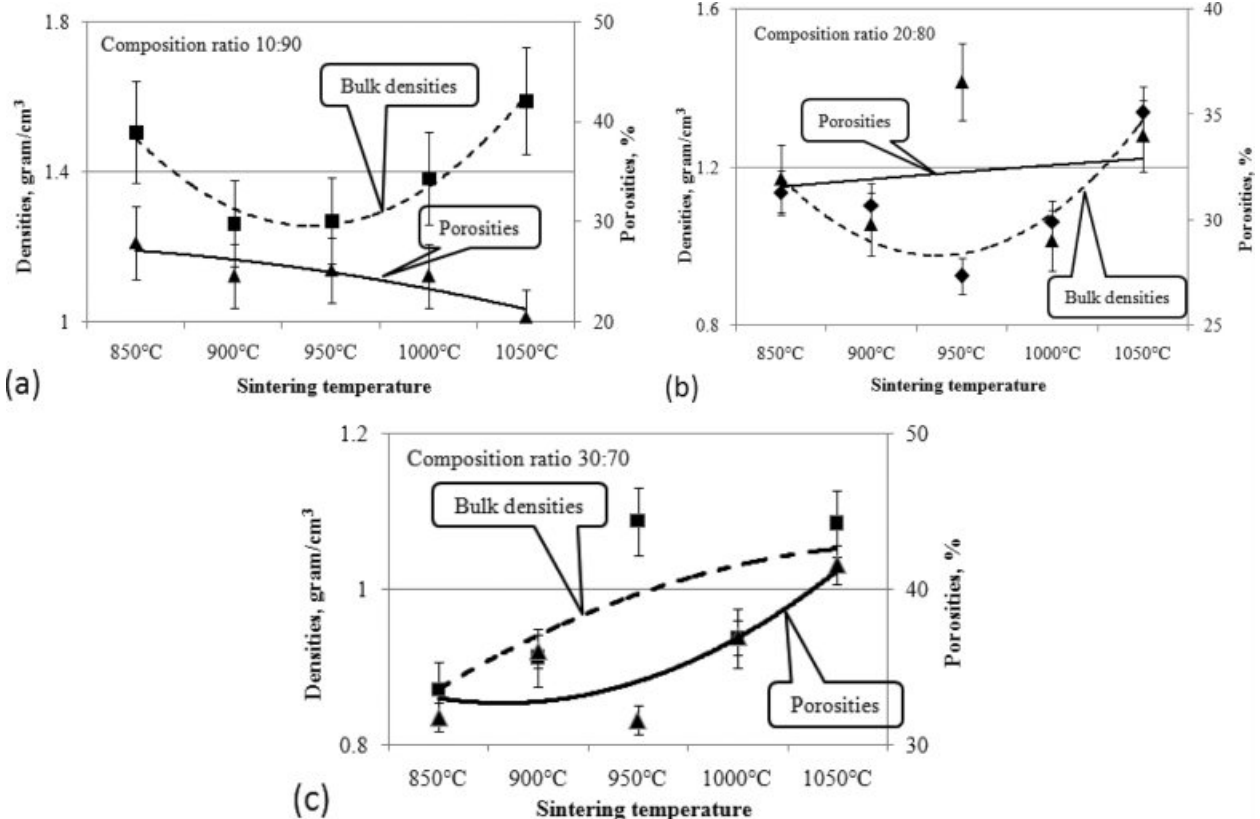 1.8
1.4
1
50
40
30
20
Densities, gram/cm³
Porosities, %
Composition ratio 10:90
Bulk densities
Porosities
850°C 900°C 950°C 1000°C 1050°C
Sintering temperature
(a)
1.6
1.2
0.8
40
35
30
25
Densities, gram/cm³
Porosities, %
Composition ratio 20:80
Porosities
Bulk densities
850°C 900°C 950°C 1000°C 1050°C
Sintering temperature
(b)
1.2
1
0.8
50
40
30
Densities, gram/cm³
Porosities, %
Composition ratio 30:70
Bulk densities
Porosities
850°C 900°C 950°C 1000°C 1050°C
Sintering temperature
(c)